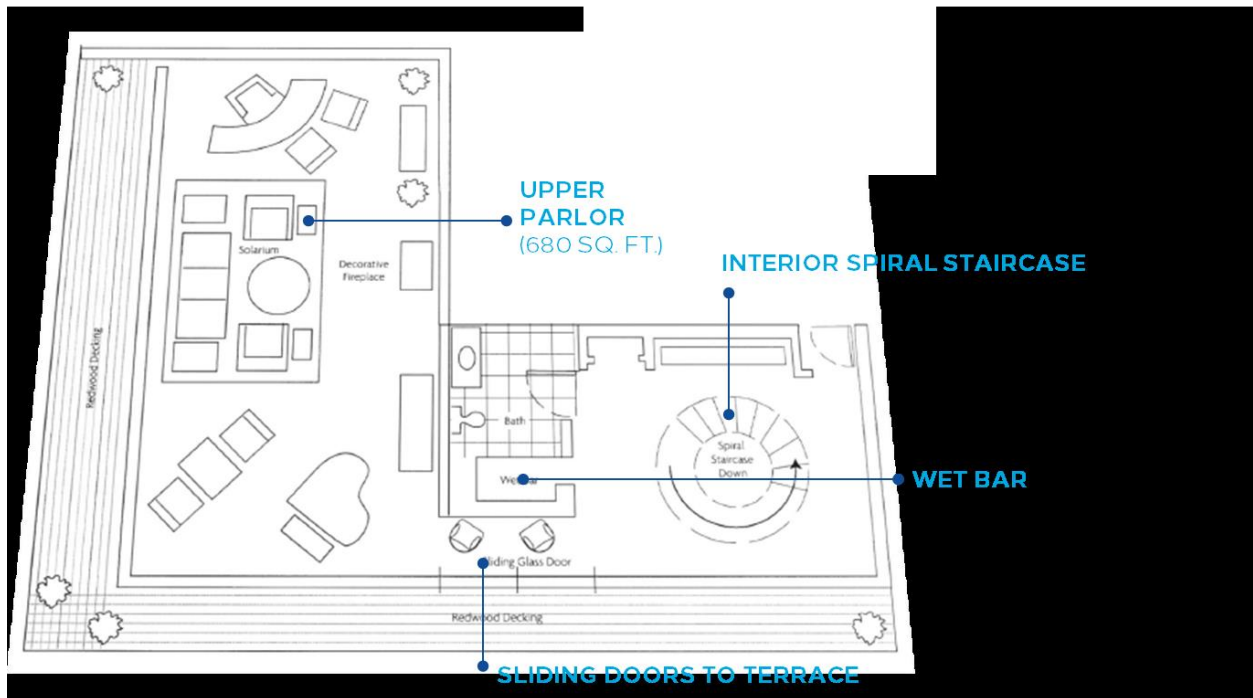 UPPER
PARLOR
(680 SQ. FT.)
Solarium
Decorative
Fireplace
INTERIOR SPIRAL STAIRCASE
Redwood Decking
Bath
Spiral
Staircase
Down
WET BAR
Sliding Glass Door
Redwood Decking
SLIDING DOORS TO TERRACE